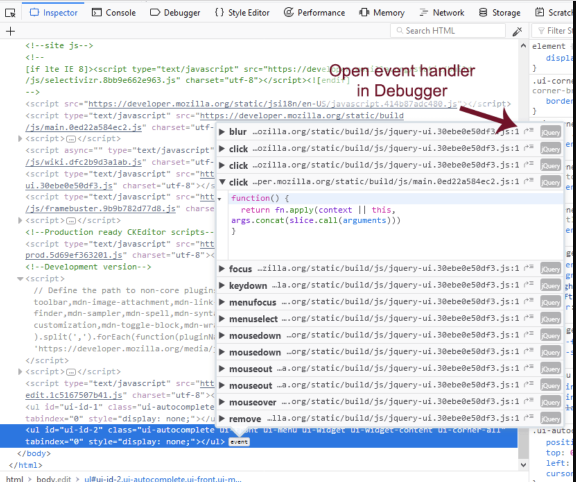 Inspector Console Debugger {} Style Editor Performance Memory Network Storage Scratc
+ Search HTML Filter S
<!--site js-->
<!--
[if lte IE 8]><script type="text/javascript" src="https://deve
/js/selectivizr.8bb9e662e963.js" charset="utf-8"></script><![endif]
-->
<script src="https://developer.mozilla.org/static/jsi18n/en-US/javascript.414b87adc480.js"></script>
<script type="text/javascript" src="https://developer.mozilla.org/static/build
/js/main.0ed22a584ec2.js" charset="utf-
<script></script>
<script async="" type="text/javascript"
/js/wiki.dfc2b9d3a1ab.js" charset="utf-
<script type="text/javascript" src="htt
ui.30ebe0e50df3.js" charset="utf-8"></s
<script type="text/javascript" src="htt
/js/framebuster.9b9b782d77d8.js" charse
<script></script>
<!--Production ready CKEditor scripts--
<script type="text/javascript" src="htt
prod.5d69ef363201.js" charset="utf-8"><
<!--Development version-->
<script>
// Define the path to non-core plugin
toolbar,mdn-image-attachment,mdn-link
finder,mdn-sampler,mdn-spell,mdn-synt
customization,mdn-toggle-block,mdn-wr
).split(',').forEach(function(pluginN
'https://developer.mozilla.org/media/
</script>
<script></script>
<script type="text/javascript" src="htt
edit.1c5167507b41.js" charset="utf-8"><
<ul id="ui-id-1" class="ui-autocomplete
tabindex="0" style="display: none;"></u
<ul id="ui-id-2" class="ui-autocomplete ui-front ui-menu ui-widget-content ui-corner-all"
tabindex="0" style="display: none;"></ul> event
</body>
</html>
html > body.edit > ul#ui-id-2.ui-autocomplete.ui-front.ui-m...
Open event handler
in Debugger
blur …ozilla.org/static/build/js/jquery-ui.30ebe0e50df3.js:1 jQuery
click …ozilla.org/static/build/js/jquery-ui.30ebe0e50df3.js:1 jQuery
click …ozilla.org/static/build/js/jquery-ui.30ebe0e50df3.js:1 jQuery
click …per.mozilla.org/static/build/js/main.0ed22a584ec2.js:1 jQuery
function() {
return fn.apply(context || this,
args.concat(slice.call(arguments)))
}
focus …zilla.org/static/build/js/jquery-ui.30ebe0e50df3.js:1 jQuery
keydown …lla.org/static/build/js/jquery-ui.30ebe0e50df3.js:1 jQuery
menufocus ….org/static/build/js/jquery-ui.30ebe0e50df3.js:1 jQuery
menuselect ….org/static/build/js/jquery-ui.30ebe0e50df3.js:1 jQuery
mousedown …org/static/build/js/jquery-ui.30ebe0e50df3.js:1 jQuery
mousedown …org/static/build/js/jquery-ui.30ebe0e50df3.js:1 jQuery
mouseout …a.org/static/build/js/jquery-ui.30ebe0e50df3.js:1 jQuery
mouseout …a.org/static/build/js/jquery-ui.30ebe0e50df3.js:1 jQuery
mouseover …org/static/build/js/jquery-ui.30ebe0e50df3.js:1 jQuery
remove …lla.org/static/build/js/jquery-ui.30ebe0e50df3.js:1 jQuery
element
displa
}
.ui-corne
corner-bo
border
.ui-auto
positi
top: 0
left:
cursor